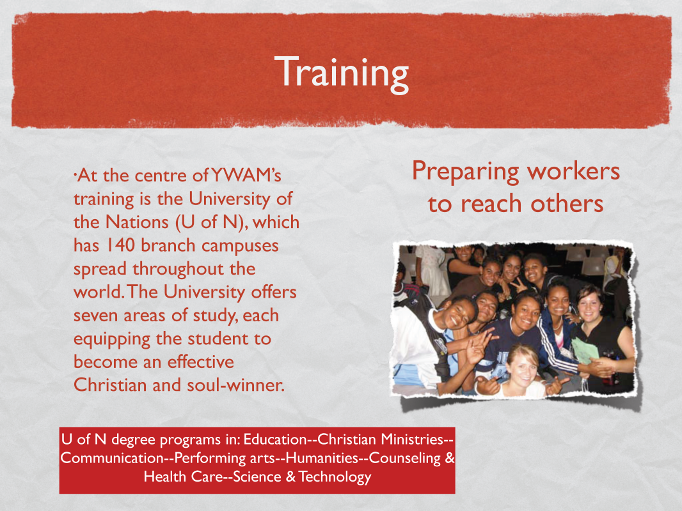 Training
·At the centre of YWAM's
training is the University of
the Nations (U of N), which
has 140 branch campuses
spread throughout the
world. The University offers
seven areas of study, each
equipping the student to
become an effective
Christian and soul-winner.
Preparing workers
to reach others
U of N degree programs in: Education--Christian Ministries--
Communication--Performing arts--Humanities--Counseling &
Health Care--Science & Technology